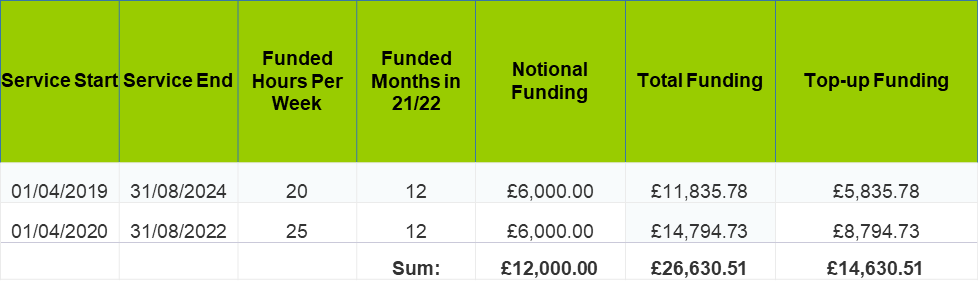 Service Start Service End Funded Hours Per Week Funded Months in 21/22 Notional Funding Total Funding Top-up Funding
01/04/2019 31/08/2024 20 12 £6,000.00 £11,835.78 £5,835.78
01/04/2020 31/08/2022 25 12 £6,000.00 £14,794.73 £8,794.73
Sum: £12,000.00 £26,630.51 £14,630.51